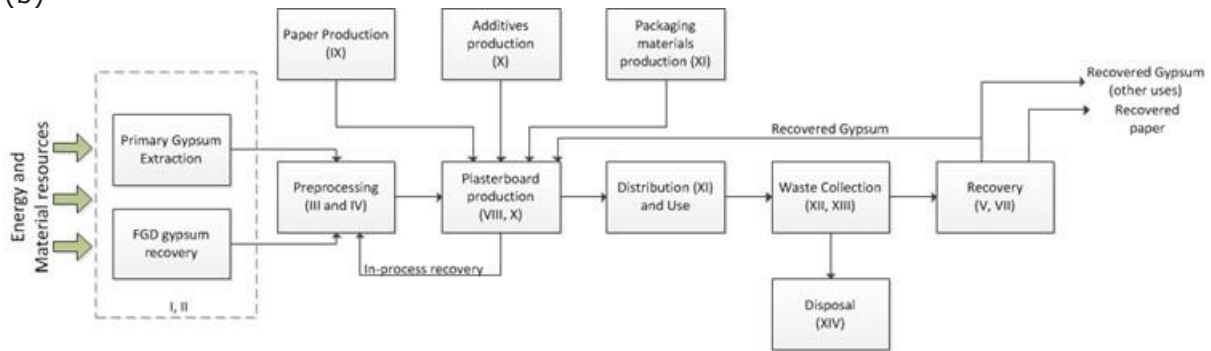 (b)
Paper Production
(IX)
Additives
production
(X)
Packaging
materials
production (XI)
Recovered Gypsum
(other uses)
Recovered
paper
Energy and
Material resources
Primary Gypsum
Extraction
Recovered Gypsum
Preprocessing
(III and IV)
Plasterboard
production
(VIII, X)
Distribution (XI)
and Use
Waste Collection
(XII, XIII)
Recovery
(V, VII)
FGD gypsum
recovery
In-process recovery
I, II
Disposal
(XIV)